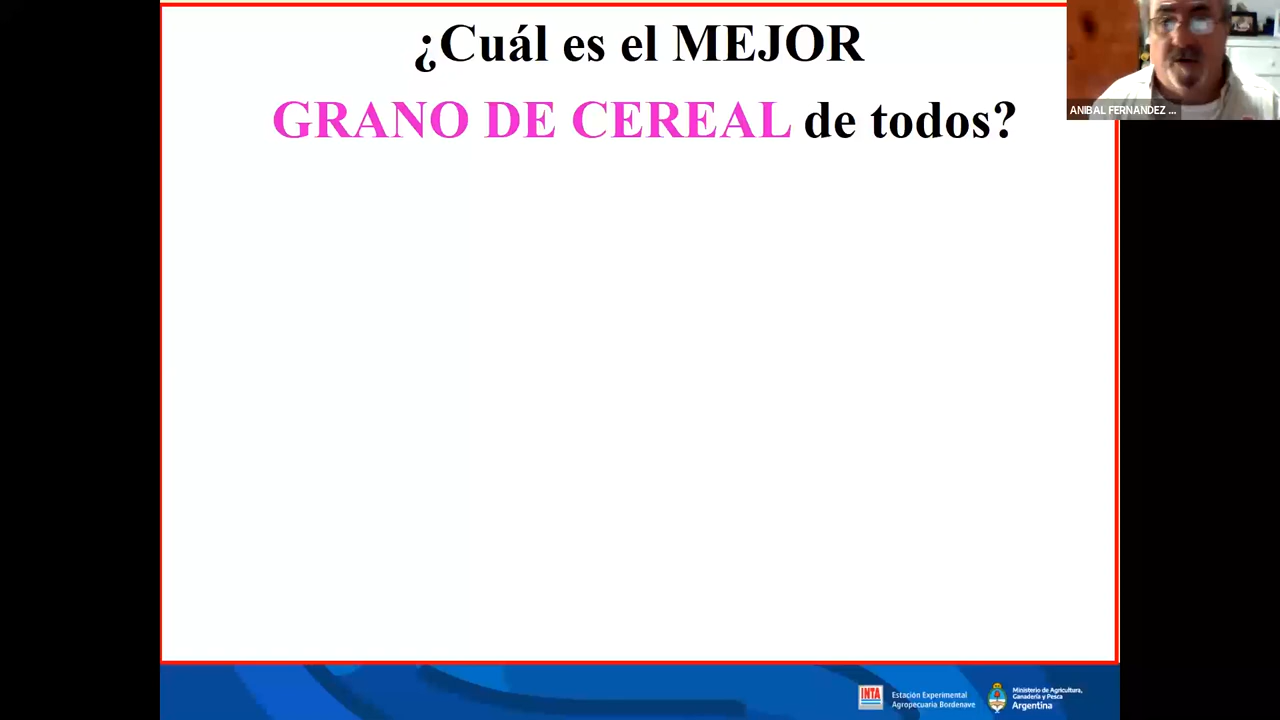 ¿Cuál es el MEJOR
GRANO DE CEREAL de todos?
ANIBAL FERNANDEZ ...
INTA
Estación Experimental
Agropecuaria Bordenave
Ministerio de Agricultura,
Ganadería y Pesca
Argentina